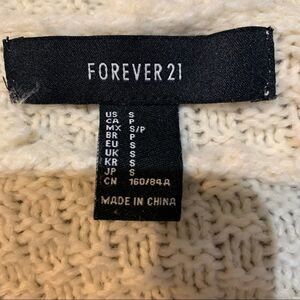 FOREVER 21
US S
CA P
MX S/P
BR P
EU S
UK S
KR S
JP S
CN 160/84A
MADE IN CHINA